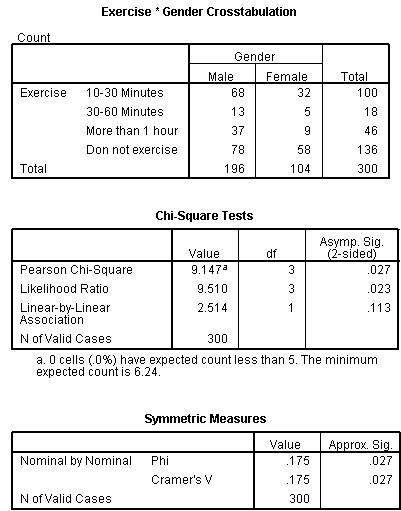 Exercise * Gender Crosstabulation
Count
Gender
Male Female Total
Exercise 10-30 Minutes 68 32 100
30-60 Minutes 13 5 18
More than 1 hour 37 9 46
Don not exercise 78 58 136
Total 196 104 300
Chi-Square Tests
Asymp. Sig.
Value df (2-sided)
Pearson Chi-Square 9.147a 3 .027
Likelihood Ratio 9.510 3 .023
Linear-by-Linear 2.514 1 .113
Association
N of Valid Cases 300
a. 0 cells (.0%) have expected count less than 5. The minimum
expected count is 6.24.
Symmetric Measures
Value Approx. Sig.
Nominal by Nominal Phi .175 .027
Cramer's V .175 .027
N of Valid Cases 300